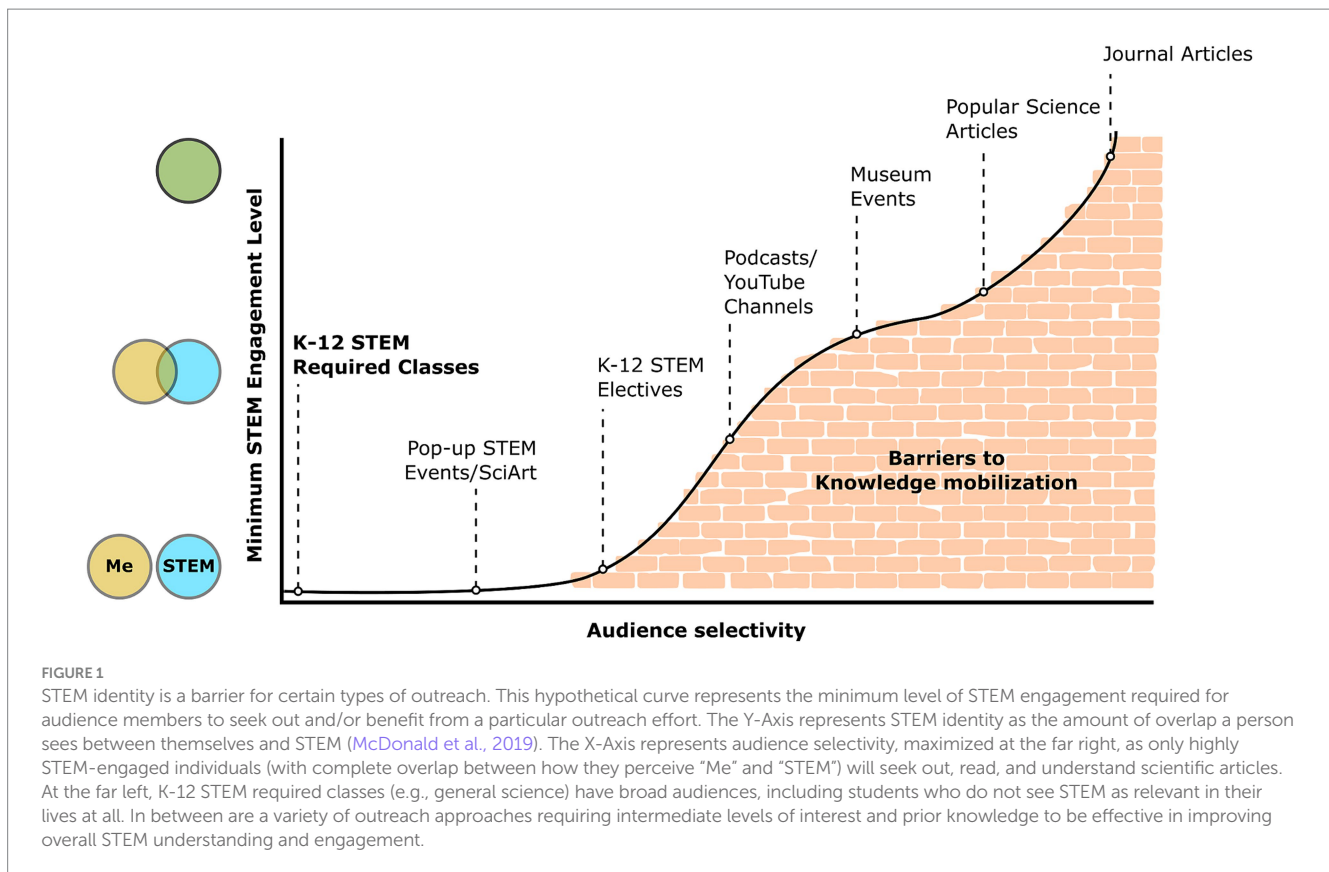 Journal Articles
Popular Science
Articles
Museum
Events
Podcasts/
YouTube
Channels
K-12 STEM
Required Classes
K-12 STEM
Electives
Pop-up STEM
Events/SciArt
Barriers to
Knowledge mobilization
Minimum STEM Engagement Level
Me
STEM
Audience selectivity
FIGURE 1
STEM identity is a barrier for certain types of outreach. This hypothetical curve represents the minimum level of STEM engagement required for
audience members to seek out and/or benefit from a particular outreach effort. The Y-Axis represents STEM identity as the amount of overlap a person
sees between themselves and STEM (McDonald et al., 2019). The X-Axis represents audience selectivity, maximized at the far right, as only highly
STEM-engaged individuals (with complete overlap between how they perceive “Me” and “STEM”) will seek out, read, and understand scientific articles.
At the far left, K-12 STEM required classes (e.g., general science) have broad audiences, including students who do not see STEM as relevant in their
lives at all. In between are a variety of outreach approaches requiring intermediate levels of interest and prior knowledge to be effective in improving
overall STEM understanding and engagement.